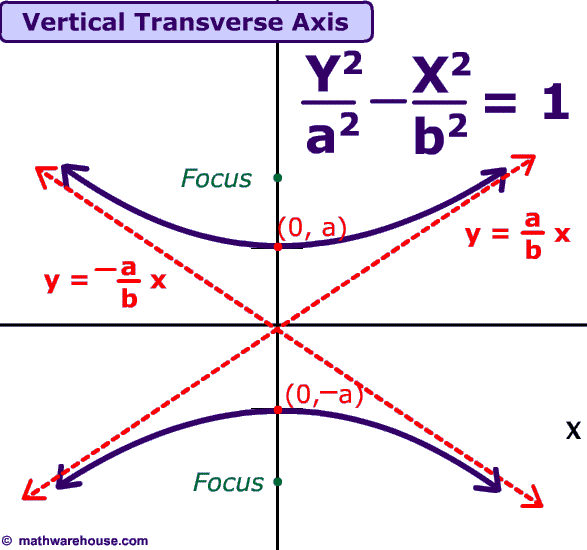 Vertical Transverse Axis
Y²/a² − X²/b² = 1
Focus
(0, a)
y = a/b x
y = −a/b x
(0,−a)
X
Focus
© mathwarehouse.com